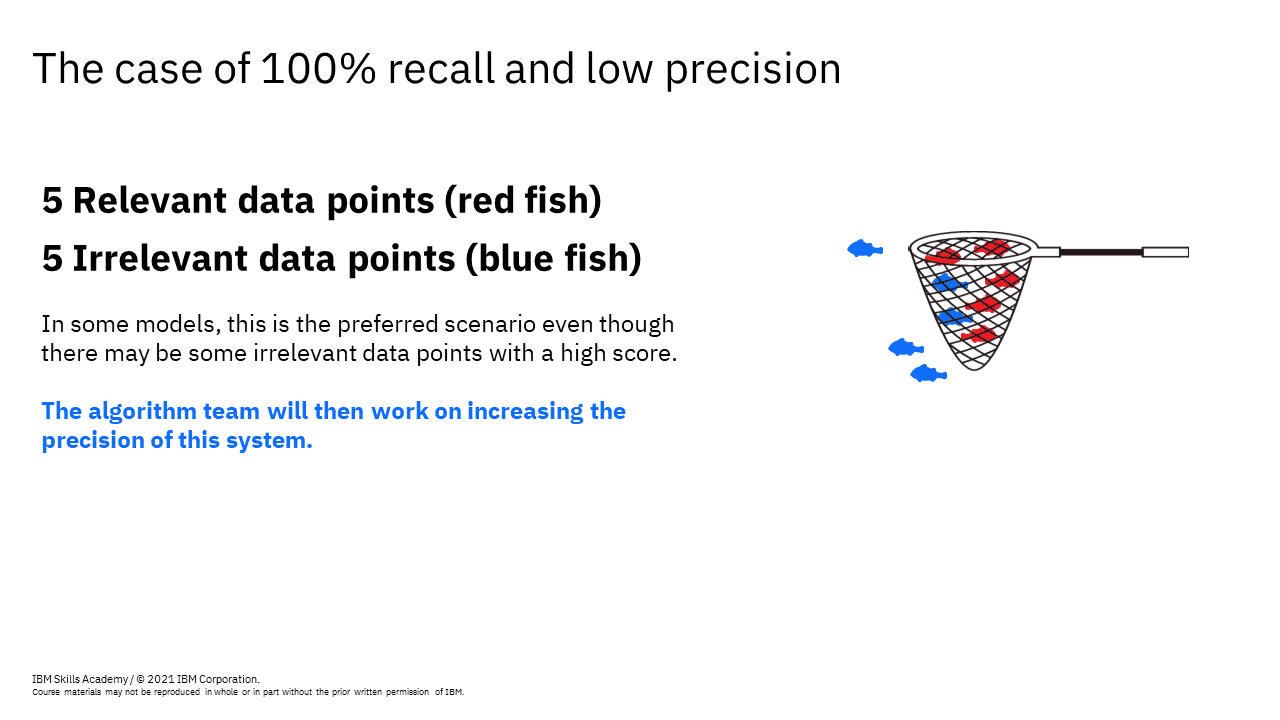 The case of 100% recall and low precision
5 Relevant data points (red fish)
5 Irrelevant data points (blue fish)
In some models, this is the preferred scenario even though
there may be some irrelevant data points with a high score.
The algorithm team will then work on increasing the
precision of this system.
IBM Skills Academy / © 2021 IBM Corporation.
Course materials may not be reproduced in whole or in part without the prior written permission of IBM.